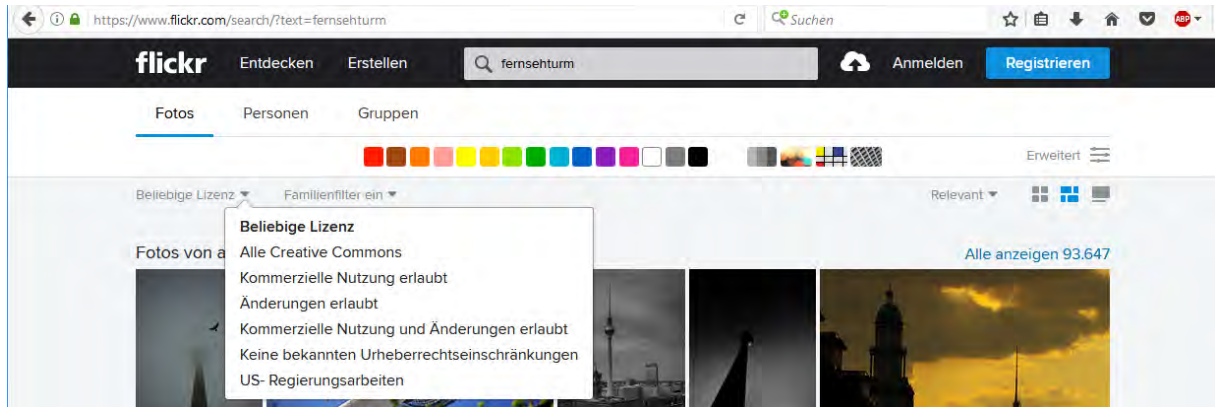 https://www.flickr.com/search/?text=fernsehturm
Suchen
ABP
flickr Entdecken Erstellen fernsehturm Anmelden Registrieren
Fotos Personen Gruppen
Erweitert
Beliebige Lizenz Familienfilter ein Relevant
Beliebige Lizenz
Fotos von a Alle Creative Commons Alle anzeigen 93.647
Kommerzielle Nutzung erlaubt
Änderungen erlaubt
Kommerzielle Nutzung und Änderungen erlaubt
Keine bekannten Urheberrechtseinschränkungen
US- Regierungsarbeiten